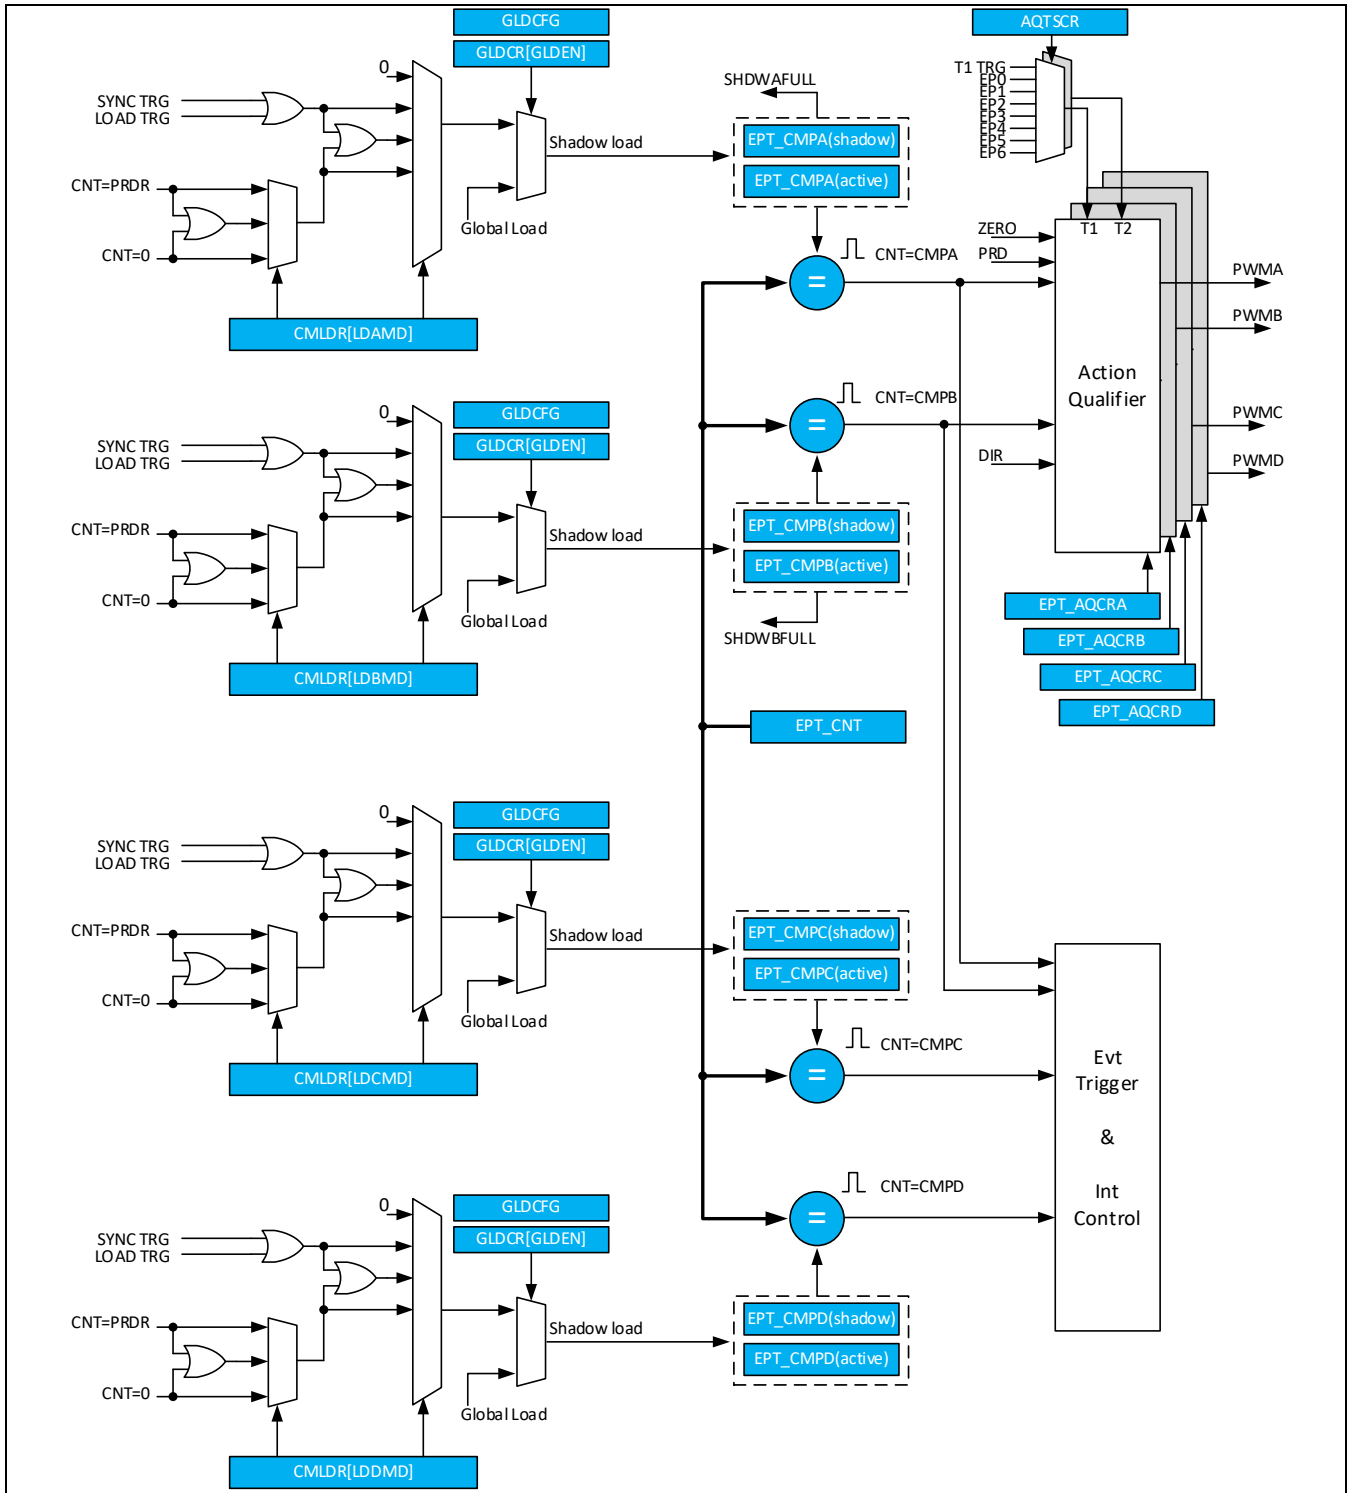 GLDCFG
GLDCR[GLDEN]
0
SYNC TRG
LOAD TRG
CNT=PRDR
CNT=0
Shadow load
Global Load
CMLDR[LDAMD]
SHDWAFULL
EPT_CMPA(shadow)
EPT_CMPA(active)
CNT=CMPA
AQTSCR
T1 TRG
EP0
EP1
EP2
EP3
EP4
EP5
EP6
T1 T2
ZERO
PRD
DIR
Action
Qualifier
PWMA
PWMB
PWMC
PWMD
EPT_AQCRA
EPT_AQCRB
EPT_AQCRC
EPT_AQCRD
GLDCFG
GLDCR[GLDEN]
0
SYNC TRG
LOAD TRG
CNT=PRDR
CNT=0
Shadow load
Global Load
CMLDR[LDBMD]
CNT=CMPB
EPT_CMPB(shadow)
EPT_CMPB(active)
SHDWBFULL
EPT_CNT
GLDCFG
GLDCR[GLDEN]
0
SYNC TRG
LOAD TRG
CNT=PRDR
CNT=0
Shadow load
Global Load
CMLDR[LDCMD]
EPT_CMPC(shadow)
EPT_CMPC(active)
CNT=CMPC
Evt
Trigger
&
Int
Control
GLDCFG
GLDCR[GLDEN]
0
SYNC TRG
LOAD TRG
CNT=PRDR
CNT=0
Shadow load
Global Load
CMLDR[LDDMD]
CNT=CMPD
EPT_CMPD(shadow)
EPT_CMPD(active)
=
=
=
=